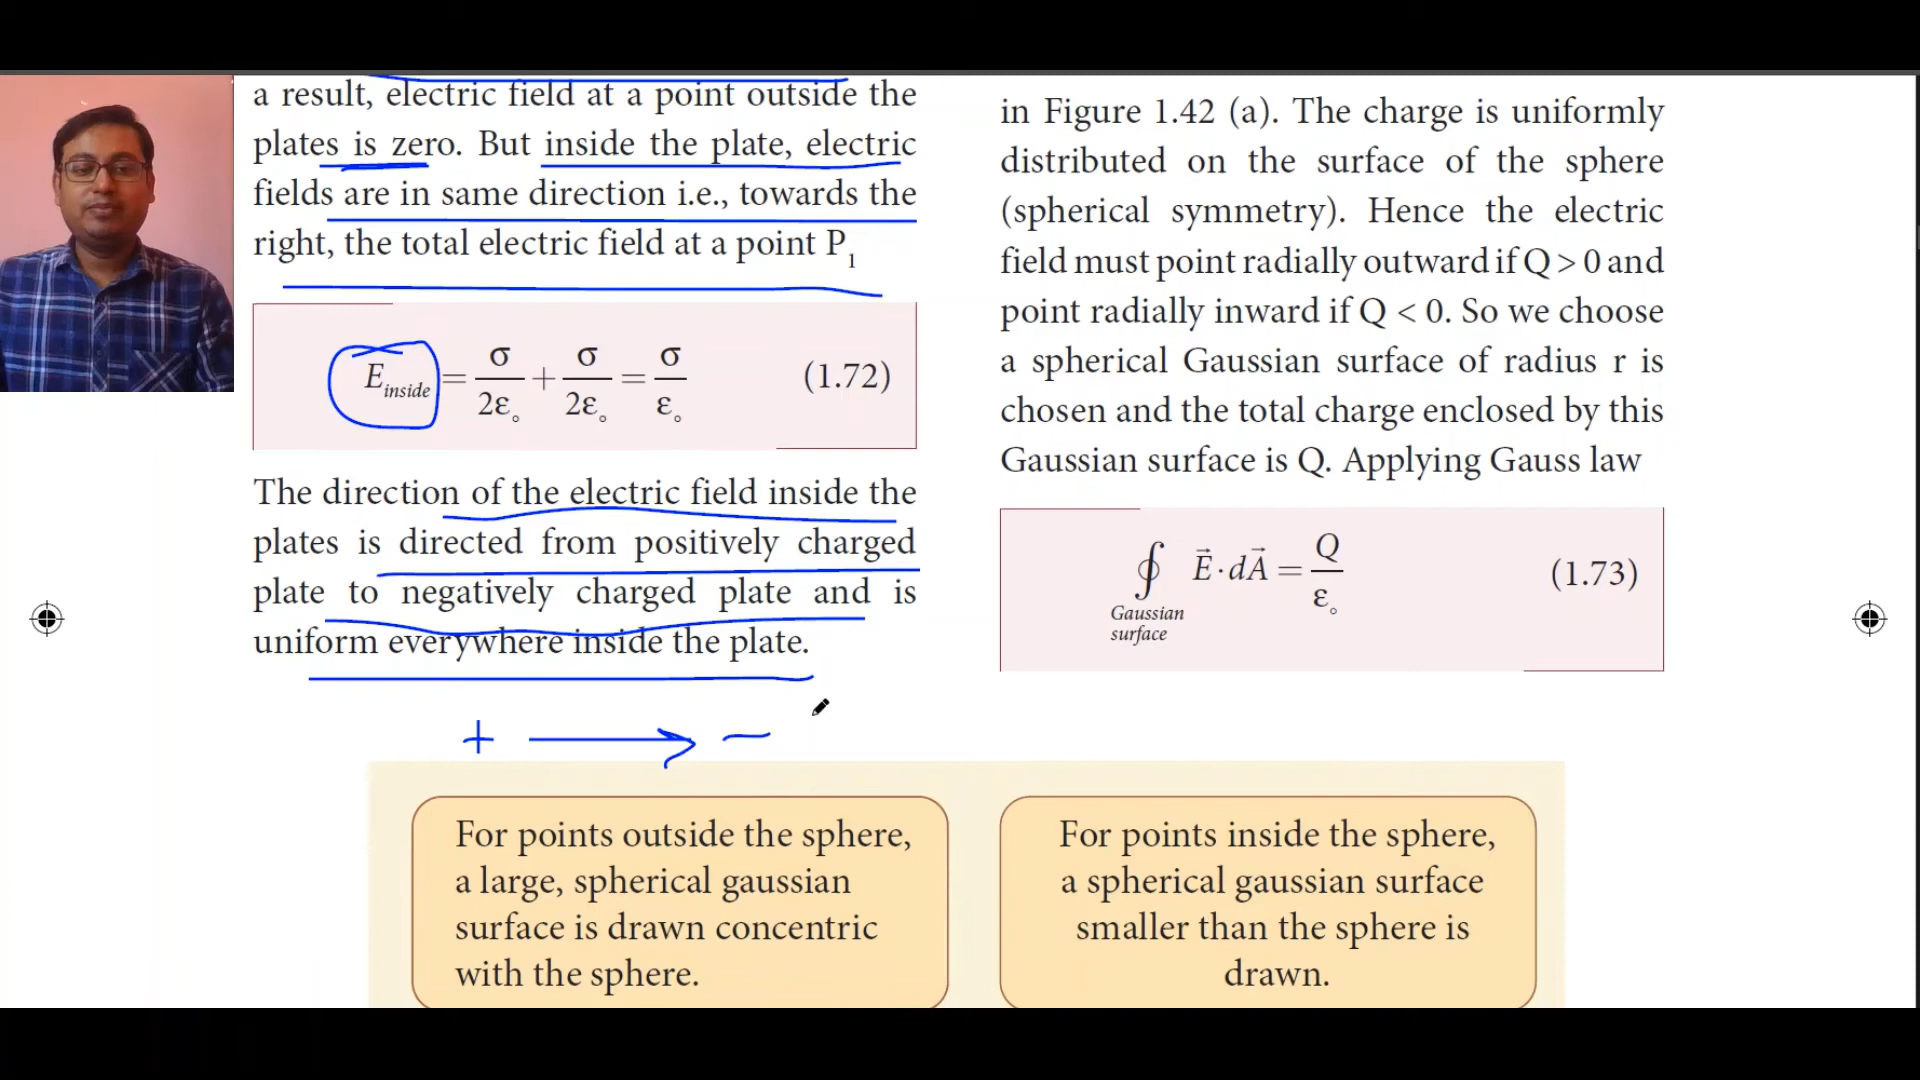 a result, electric field at a point outside the
plates is zero. But inside the plate, electric
fields are in same direction i.e., towards the
right, the total electric field at a point P₁
E_inside = σ/2ε∘ + σ/2ε∘ = σ/ε∘ (1.72)
The direction of the electric field inside the
plates is directed from positively charged
plate to negatively charged plate and is
uniform everywhere inside the plate.
+ → −
in Figure 1.42 (a). The charge is uniformly
distributed on the surface of the sphere
(spherical symmetry). Hence the electric
field must point radially outward if Q > 0 and
point radially inward if Q < 0. So we choose
a spherical Gaussian surface of radius r is
chosen and the total charge enclosed by this
Gaussian surface is Q. Applying Gauss law
∮ E⃗·dA⃗ = Q/ε∘ (1.73)
Gaussian
surface
For points outside the sphere,
a large, spherical gaussian
surface is drawn concentric
with the sphere.
For points inside the sphere,
a spherical gaussian surface
smaller than the sphere is
drawn.